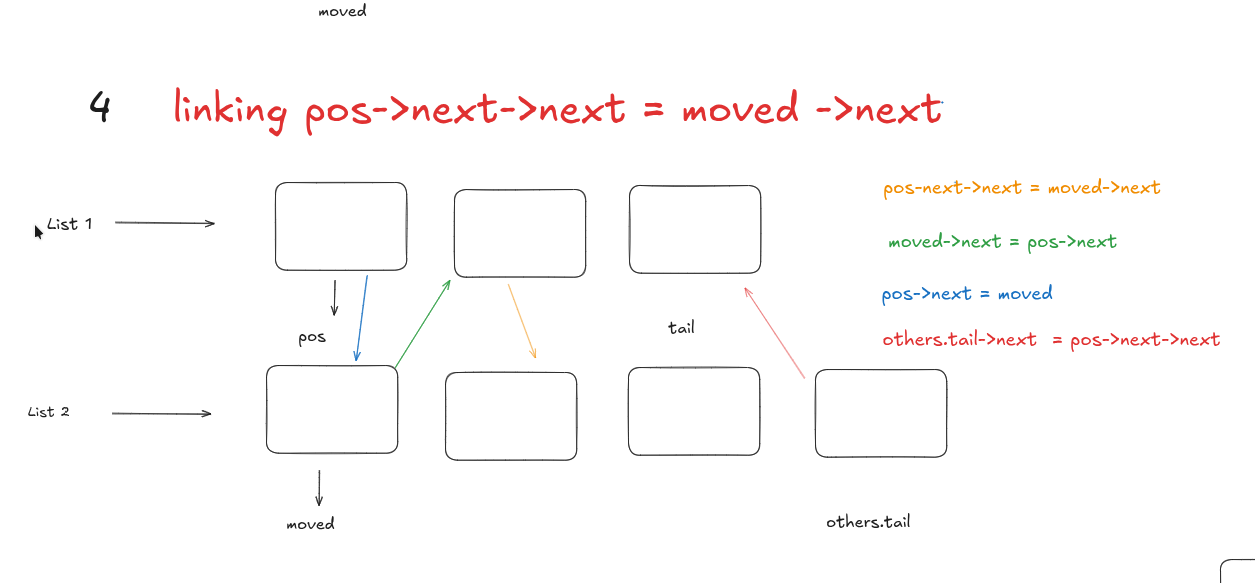 moved
4 linking pos->next->next = moved ->next
pos-next->next = moved->next
List 1
moved->next = pos->next
pos->next = moved
pos
tail
others.tail->next = pos->next->next
List 2
moved
others.tail